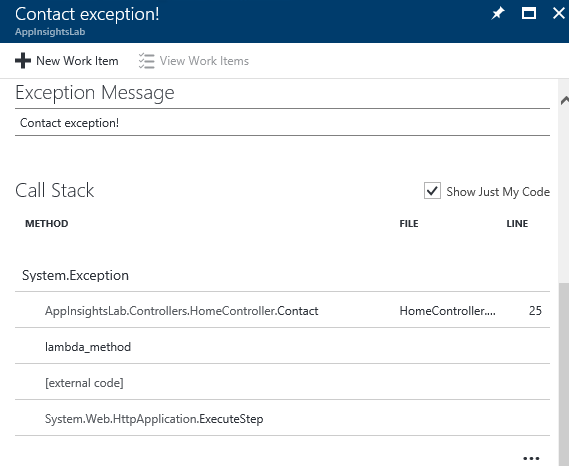 Contact exception!
AppInsightsLab
New Work Item View Work Items
Exception Message
Contact exception!
Call Stack Show Just My Code
METHOD FILE LINE
System.Exception
AppInsightsLab.Controllers.HomeController.Contact HomeController.... 25
lambda_method
[external code]
System.Web.HttpApplication.ExecuteStep
...